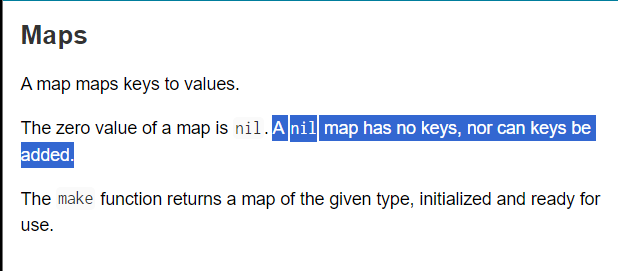 Maps
A map maps keys to values.
The zero value of a map is nil. A nil map has no keys, nor can keys be
added.
The make function returns a map of the given type, initialized and ready for
use.